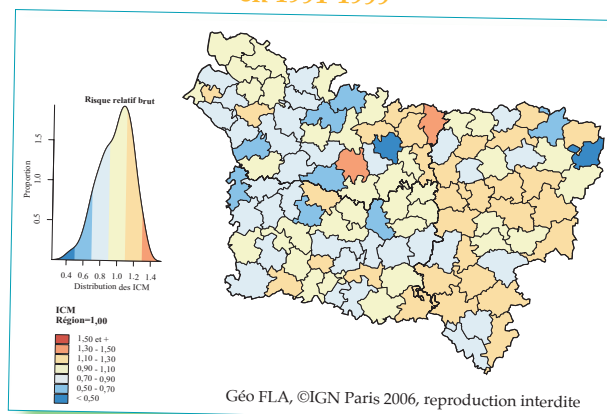 en 1991-1999
Risque relatif brut
Proportion
1.5
1.0
0.5
0.4 0.6 0.8 1.0 1.2 1.4
Distribution des ICM
ICM
Région=1,00
1,50 et +
1,30 - 1,50
1,10 - 1,30
0,90 - 1,10
0,70 - 0,90
0,50 - 0,70
< 0,50
Géo FLA, ©IGN Paris 2006, reproduction interdite